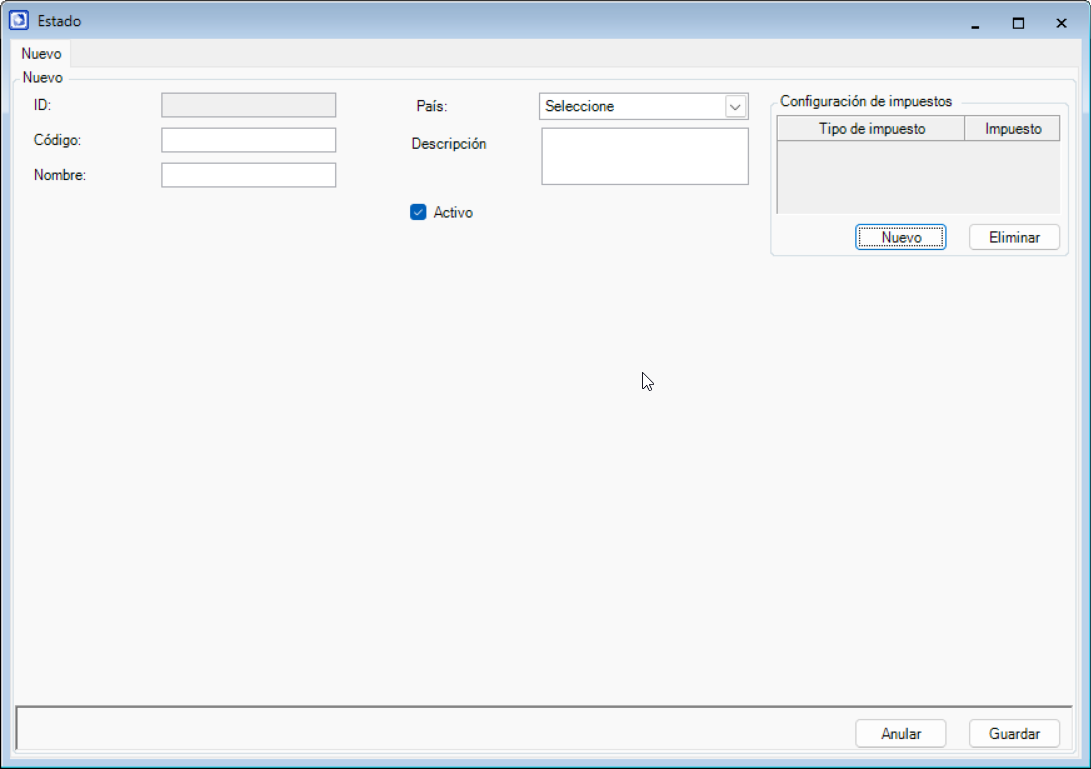 Estado
Nuevo
Nuevo
ID:
Código:
Nombre:
País:
Seleccione
Descripción
Activo
Configuración de impuestos
Tipo de impuesto Impuesto
Nuevo Eliminar
Anular Guardar